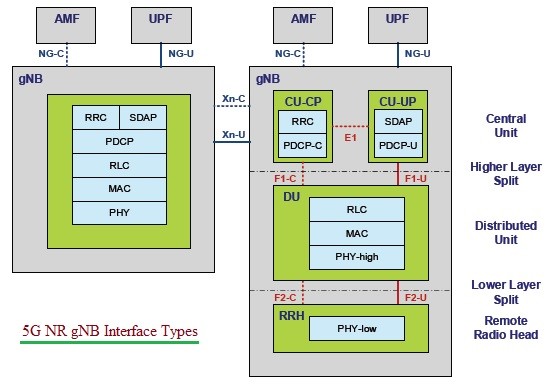 AMF
UPF
AMF
UPF
NG-C
NG-U
NG-C
NG-U
gNB
gNB
Xn-C
Xn-U
RRC
SDAP
PDCP
RLC
MAC
PHY
CU-CP
CU-UP
RRC
PDCP-C
E1
SDAP
PDCP-U
Central
Unit
F1-C
F1-U
Higher Layer
Split
DU
RLC
MAC
PHY-high
Distributed
Unit
F2-C
F2-U
Lower Layer
Split
RRH
PHY-low
Remote
Radio Head
5G NR gNB Interface Types